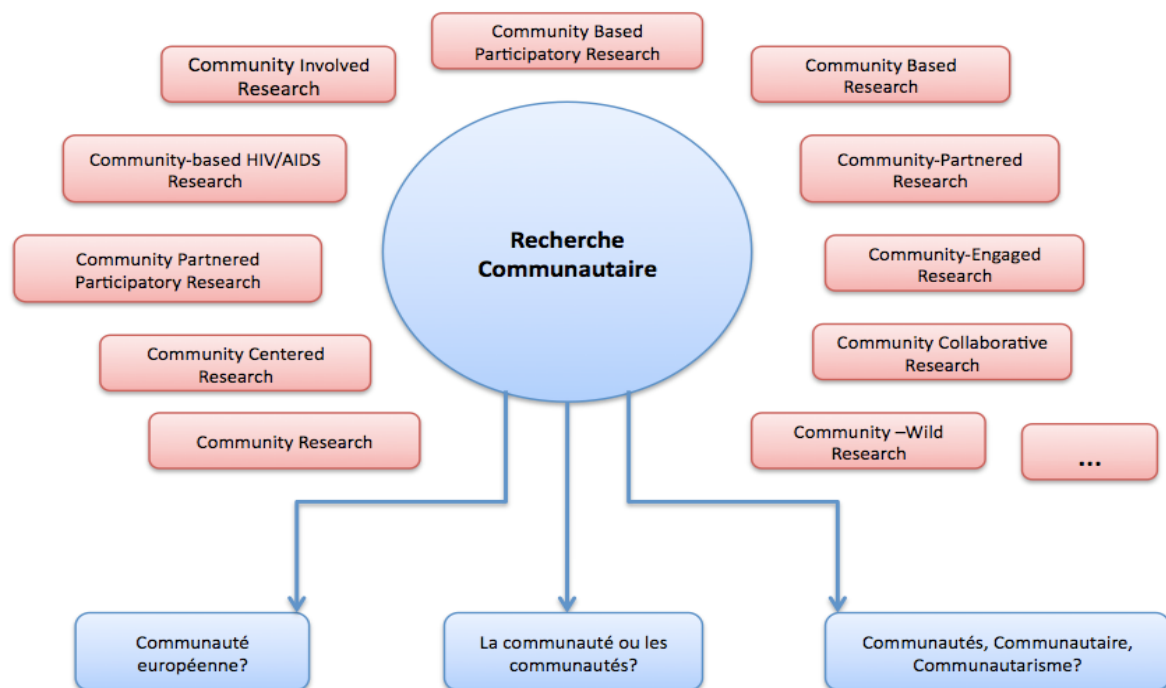 Community Based
Participatory Research
Community Involved
Research
Community Based
Research
Community-based HIV/AIDS
Research
Community-Partnered
Research
Recherche
Communautaire
Community Partnered
Participatory Research
Community-Engaged
Research
Community Centered
Research
Community Collaborative
Research
Community Research
Community –Wild
Research
...
Communauté
européenne?
La communauté ou les
communautés?
Communautés, Communautaire,
Communautarisme?